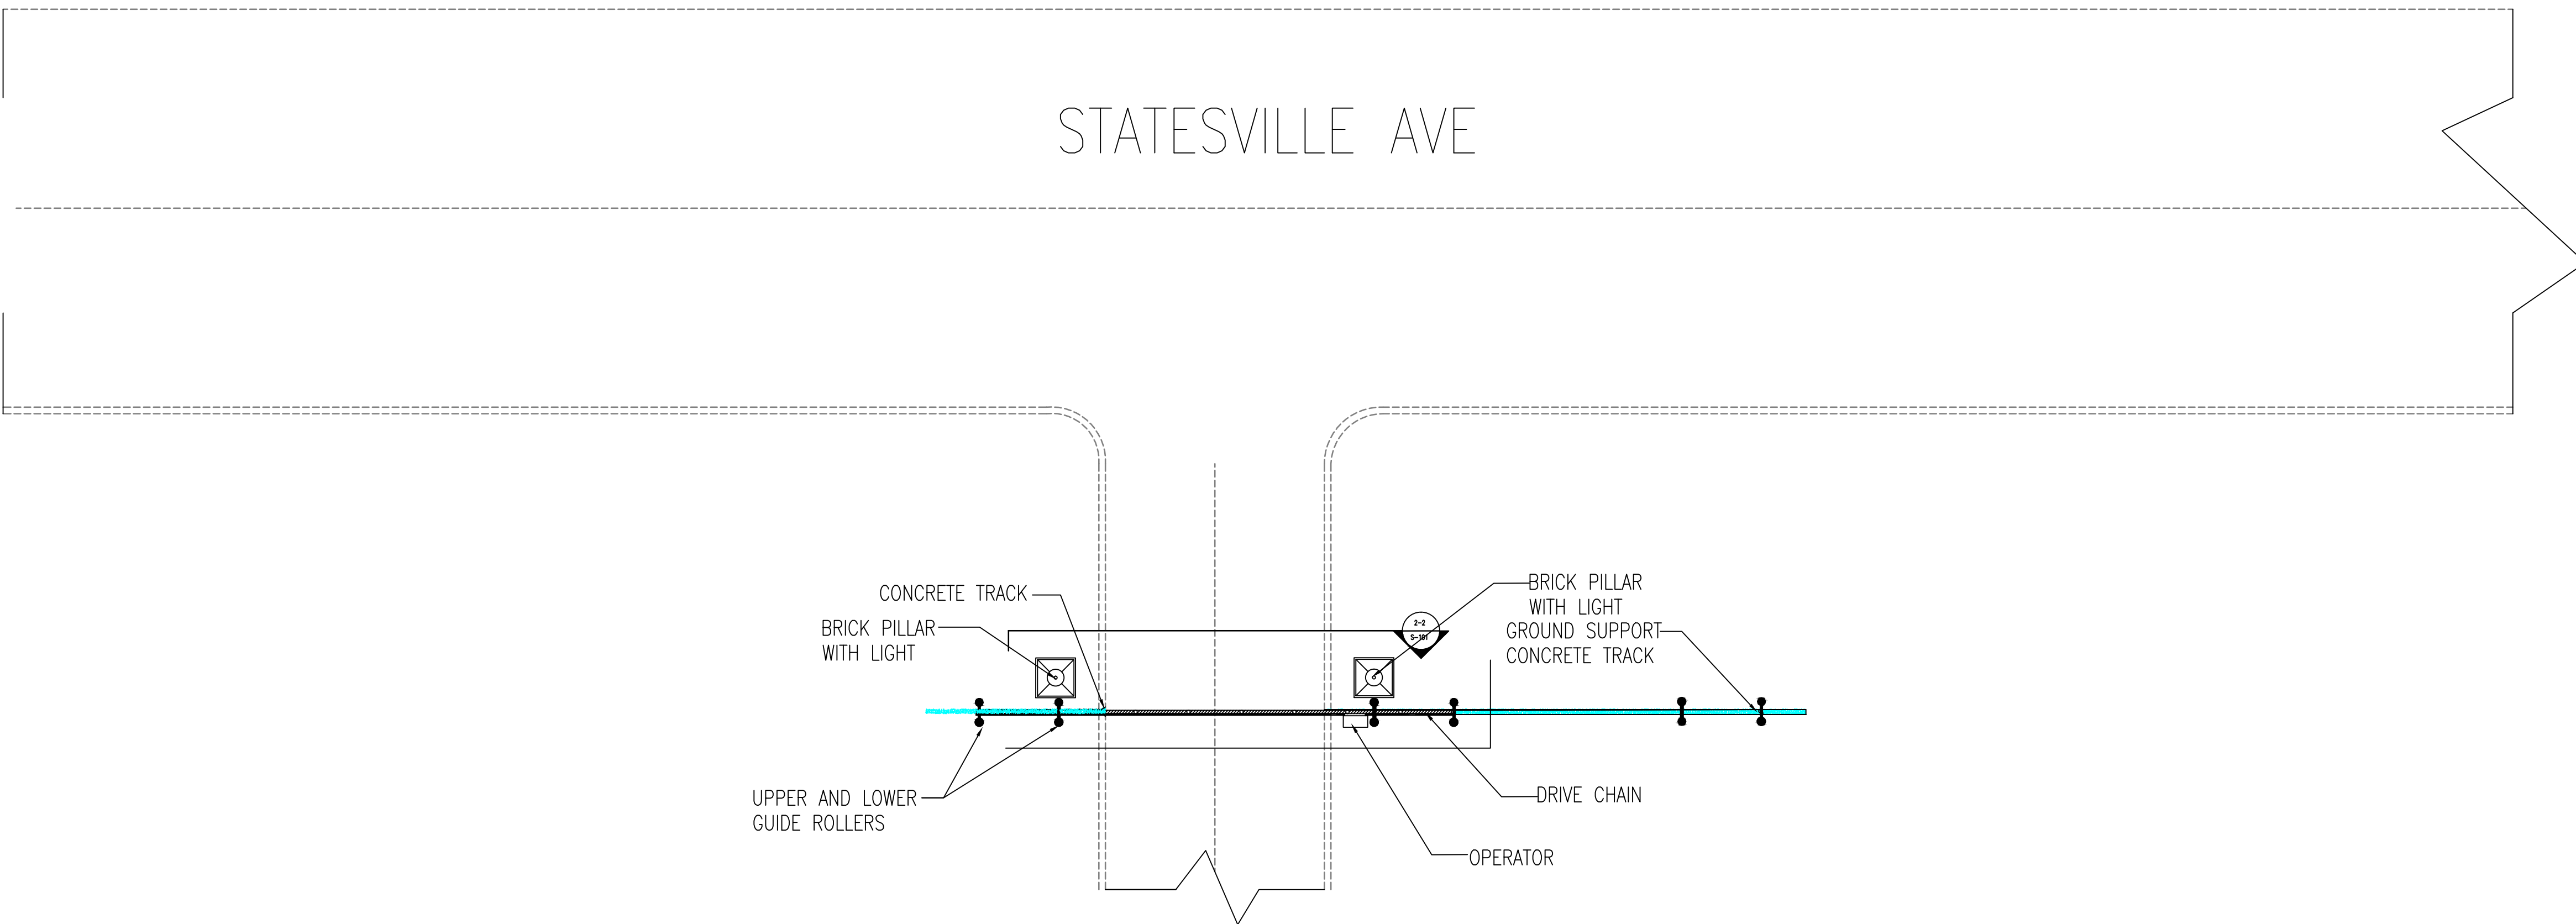 STATESVILLE AVE
CONCRETE TRACK
BRICK PILLAR
WITH LIGHT
BRICK PILLAR
WITH LIGHT
2-2
S-101
GROUND SUPPORT
CONCRETE TRACK
UPPER AND LOWER
GUIDE ROLLERS
DRIVE CHAIN
OPERATOR